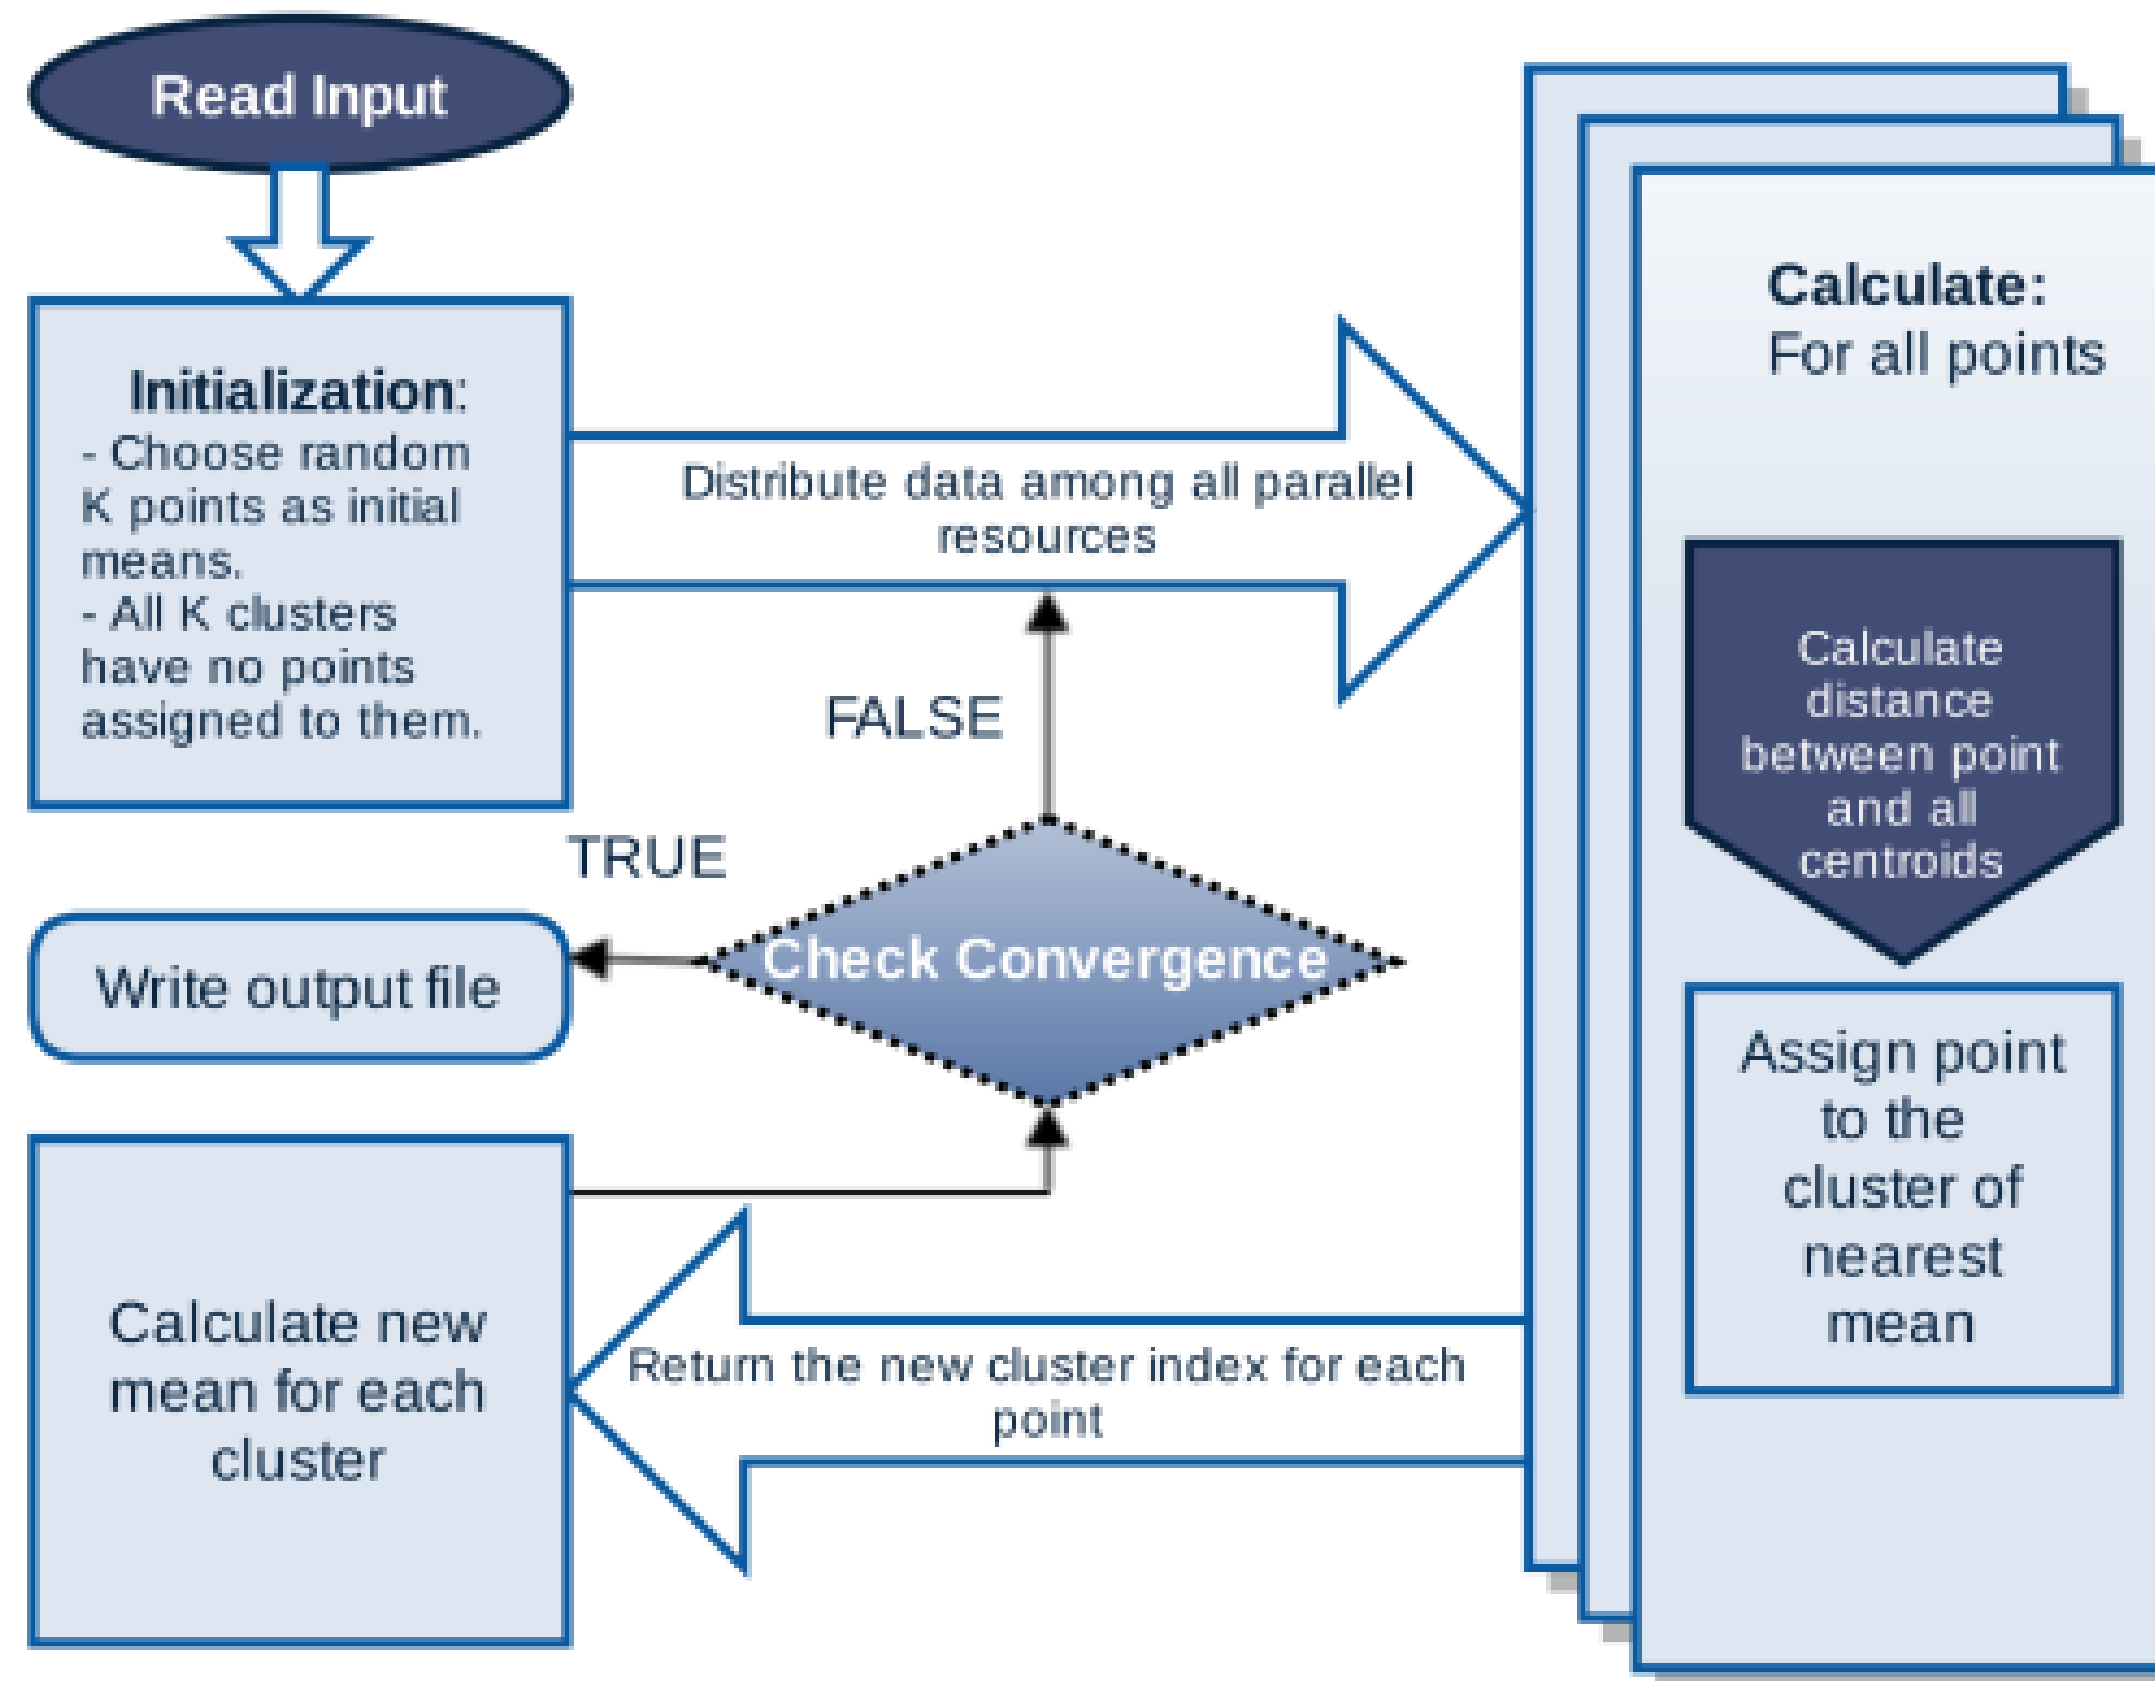 Read Input
Initialization:
- Choose random
K points as initial
means.
- All K clusters
have no points
assigned to them.
Distribute data among all parallel
resources
Calculate:
For all points
Calculate
distance
between point
and all
centroids
Assign point
to the
cluster of
nearest
mean
FALSE
TRUE
Check Convergence
Write output file
Return the new cluster index for each
point
Calculate new
mean for each
cluster